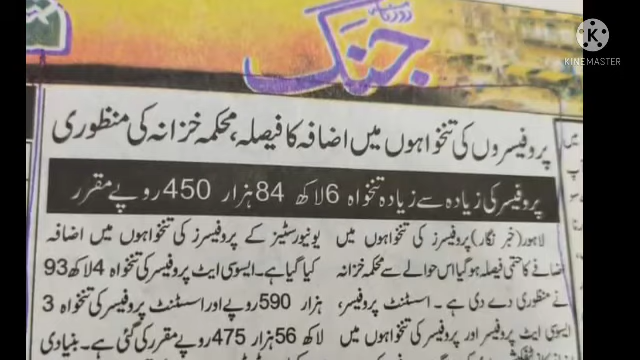 روزنامہ
جنگ
KINEMASTER
پروفیسروں کی تنخواہوں میں اضافہ کا فیصلہ، محکمہ خزانہ کی منظوری
پروفیسر کی زیادہ سے زیادہ تنخواہ 6 لاکھ 84 ہزار 450 روپے مقرر
لاہور (خبر نگار) پروفیسرز کی تنخواہوں میں
اضافے کا حتمی فیصلہ ہو گیا اس حوالے سے محکمہ خزانہ
نے منظوری دے دی ہے۔ اسسٹنٹ پروفیسر،
ایسوسی ایٹ پروفیسر اور پروفیسر کی تنخواہوں میں
یونیورسٹیز کے پروفیسرز کی تنخواہوں میں اضافہ
کیا گیا ہے۔ ایسوسی ایٹ پروفیسر کی تنخواہ 4 لاکھ 93
ہزار 590 روپے اور اسسٹنٹ پروفیسر کی تنخواہ 3
لاکھ 56 ہزار 475 روپے مقرر کی گئی ہے۔ بنیادی